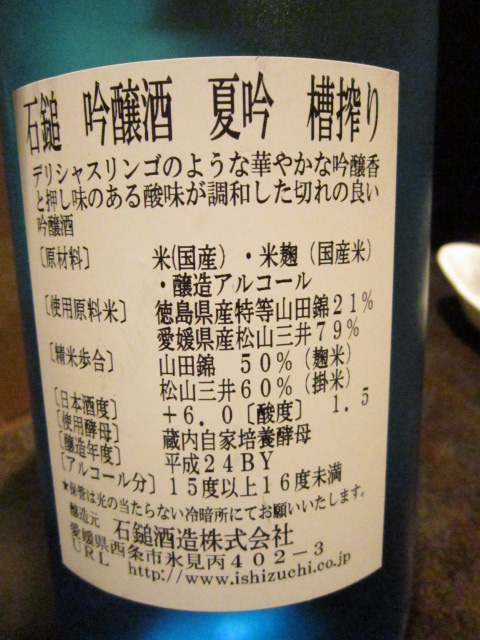 石鎚 吟醸酒 夏吟 槽搾り
デリシャスリンゴのような華やかな吟醸香
と押し味のある酸味が調和した切れの良い
吟醸酒
〔原材料〕 米(国産)・米麹(国産米)
・醸造アルコール
〔使用原料米〕 徳島県産特等山田錦21%
愛媛県産松山三井79%
〔精米歩合〕 山田錦 50%(麹米)
松山三井60%(掛米)
〔日本酒度〕 +6.0〔酸度〕 1.5
〔使用酵母〕 蔵内自家培養酵母
〔醸造年度〕 平成24BY
〔アルコール分〕 15度以上16度未満
★保管は光の当たらない冷暗所にてお願いいたします。
醸造元 石鎚酒造株式会社
愛媛県西条市氷見丙402-3
URL http://www.ishizuchi.co.jp